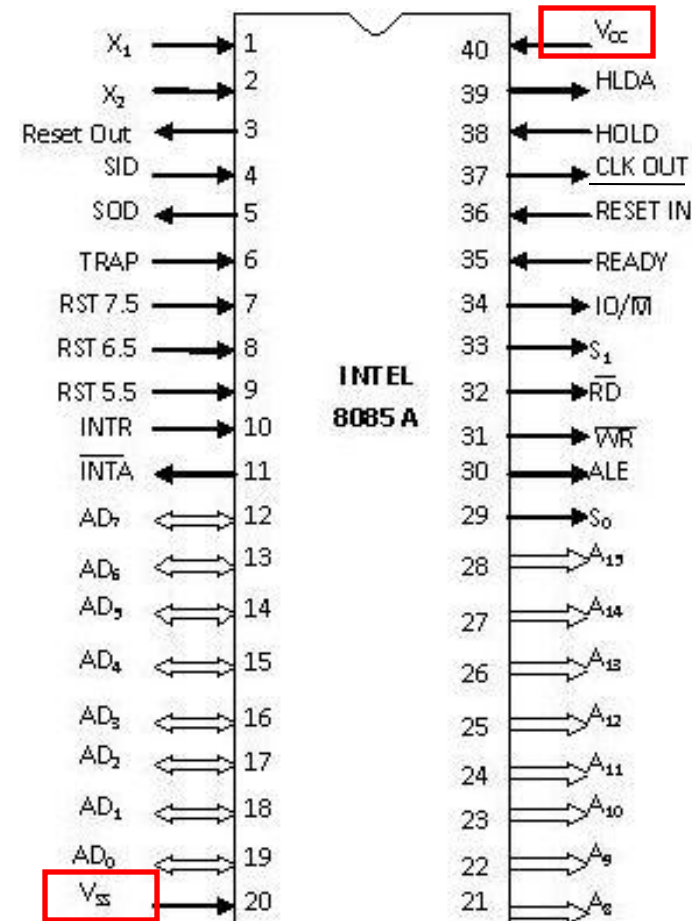 X₁ 1 40 Vcc
X₂ 2 39 HLDA
Reset Out 3 38 HOLD
SID 4 37 CLK OUT
SOD 5 36 RESET IN
TRAP 6 35 READY
RST 7.5 7 34 IO/M̅
RST 6.5 8 33 S₁
RST 5.5 9 32 R̅D̅
INTR 10 31 W̅R̅
I̅N̅T̅A̅ 11 30 ALE
INTEL
8085 A
AD₇ 12 29 S₀
AD₆ 13 28 A₁₅
AD₅ 14 27 A₁₄
AD₄ 15 26 A₁₃
AD₃ 16 25 A₁₂
AD₂ 17 24 A₁₁
AD₁ 18 23 A₁₀
AD₀ 19 22 A₉
Vss 20 21 A₈